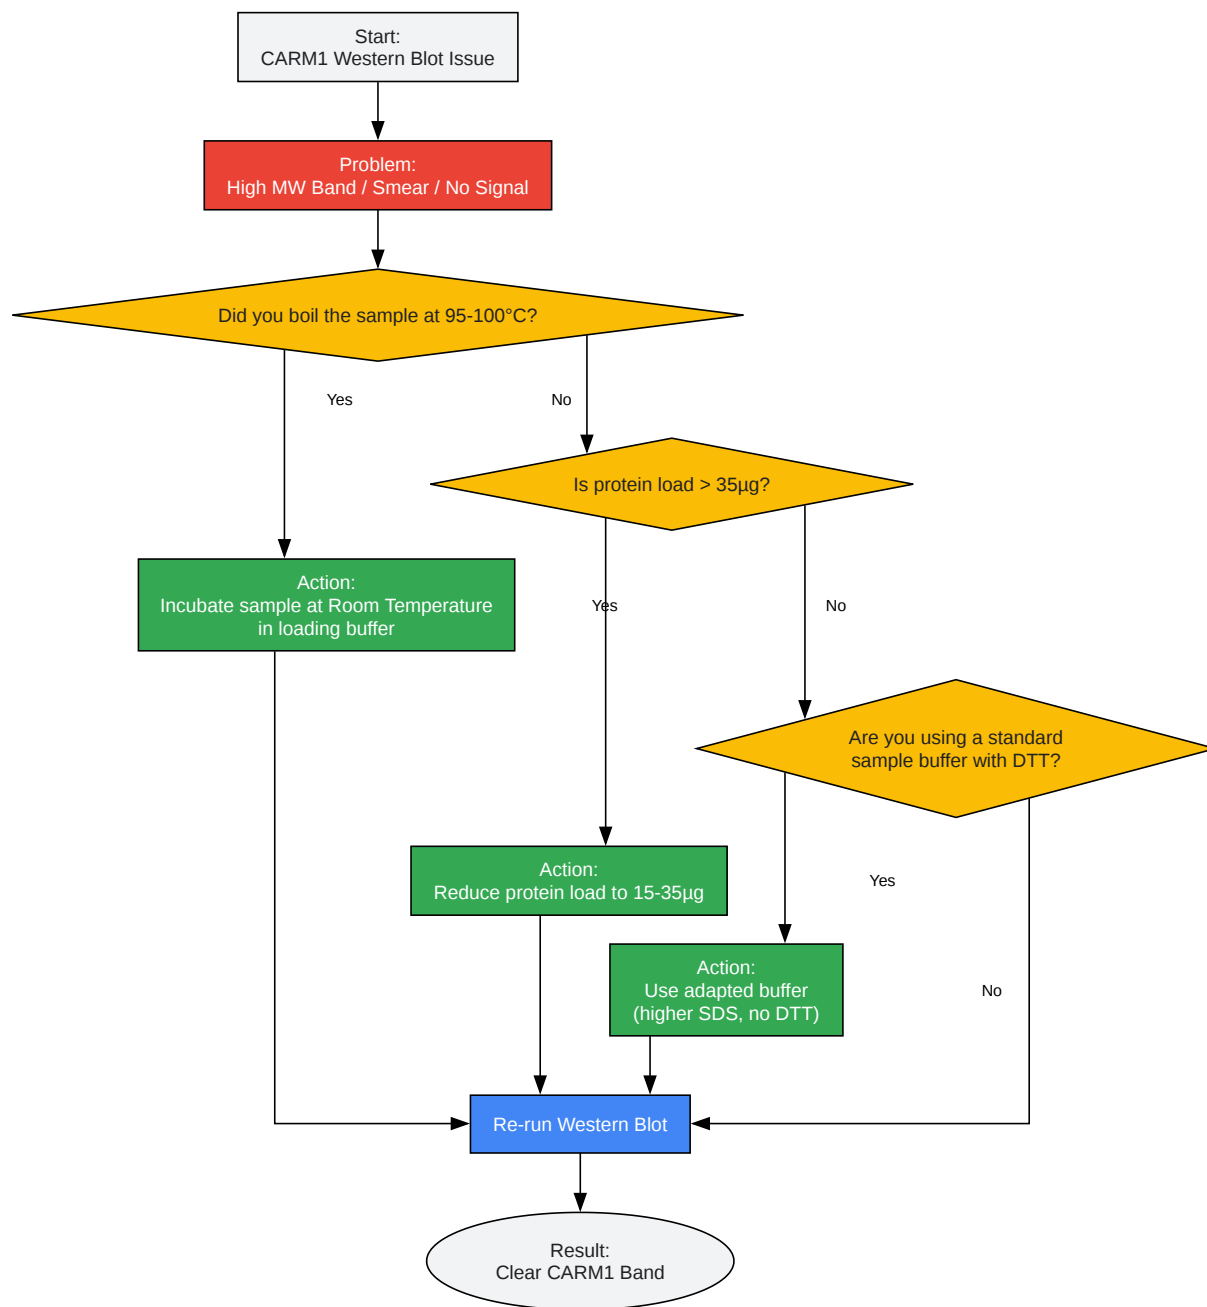 Start:
CARM1 Western Blot Issue
Problem:
High MW Band / Smear / No Signal
Did you boil the sample at 95-100°C?
Yes
No
Is protein load > 35µg?
Action:
Incubate sample at Room Temperature
in loading buffer
Yes
No
Are you using a standard
sample buffer with DTT?
Action:
Reduce protein load to 15-35µg
Yes
Action:
Use adapted buffer
(higher SDS, no DTT)
No
Re-run Western Blot
Result:
Clear CARM1 Band